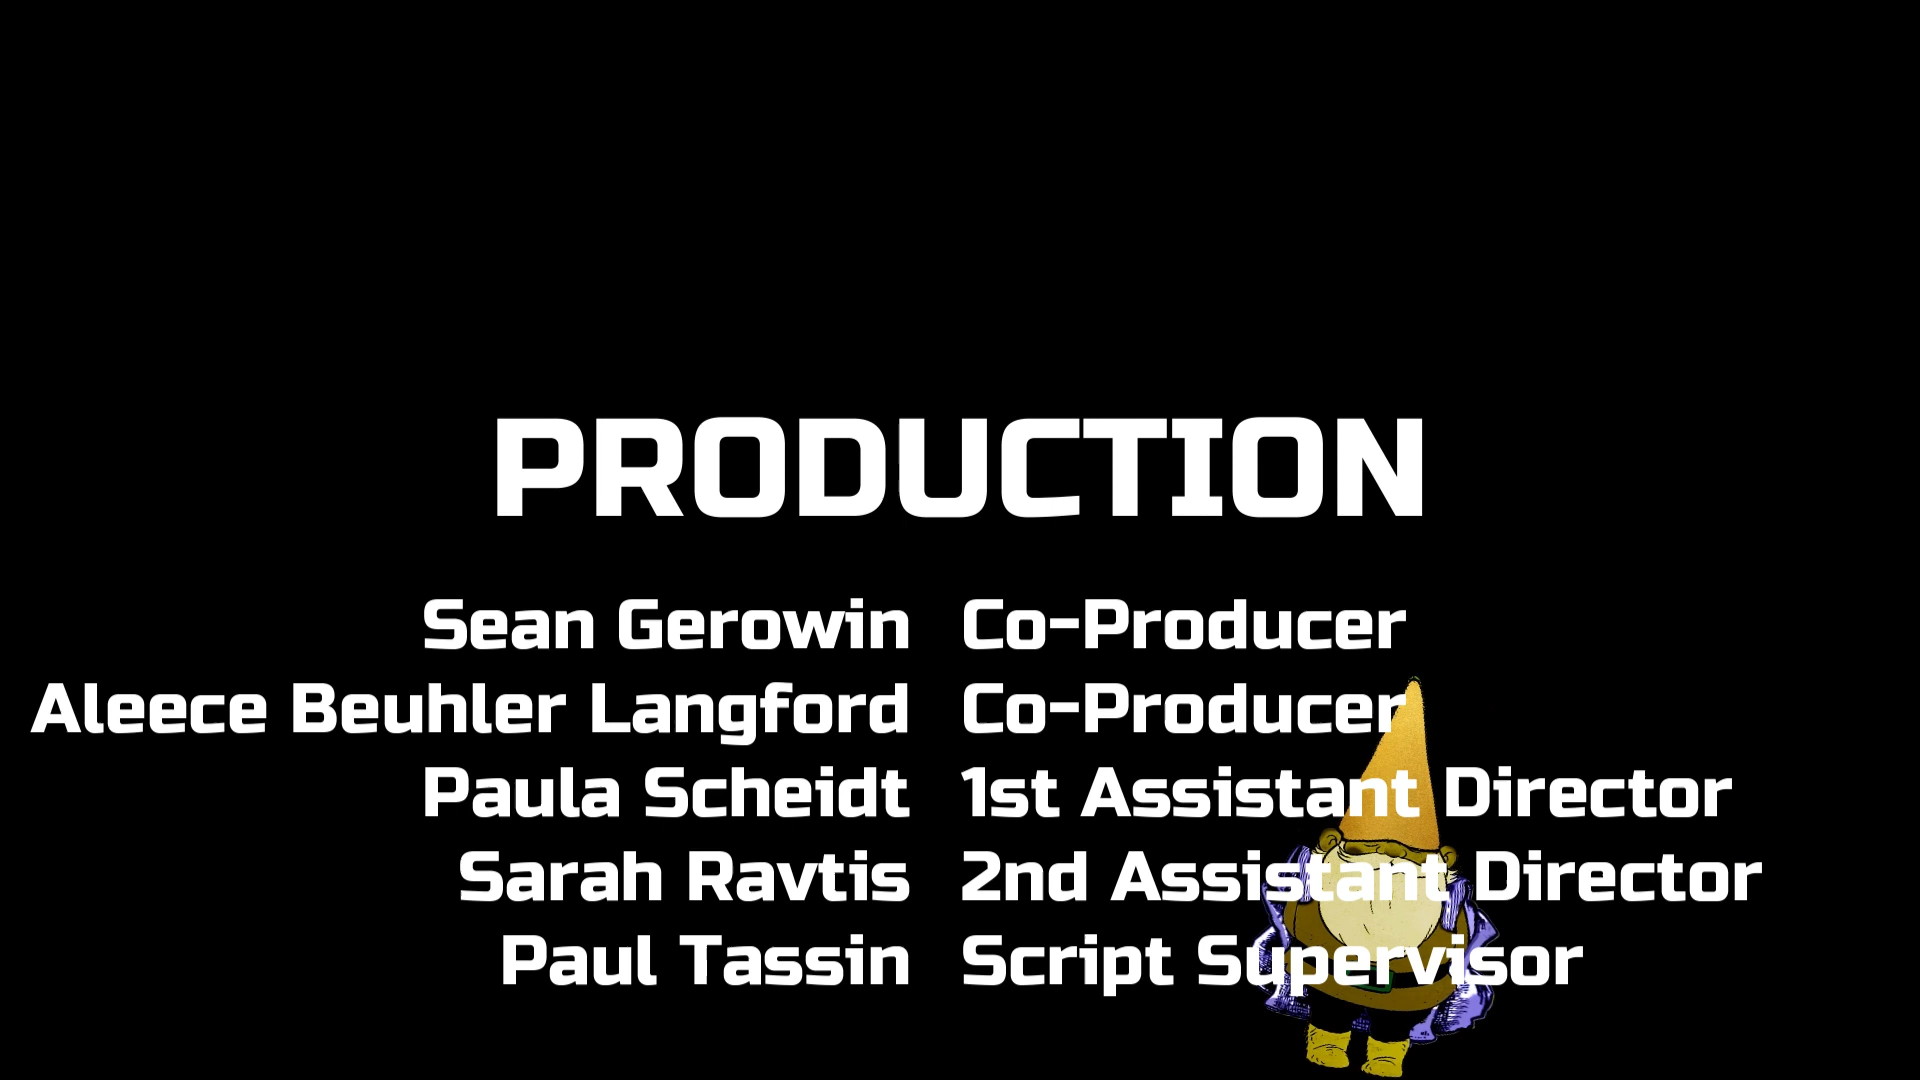 PRODUCTION
Sean Gerowin Co-Producer
Aleece Beuhler Langford Co-Producer
Paula Scheidt 1st Assistant Director
Sarah Ravtis 2nd Assistant Director
Paul Tassin Script Supervisor